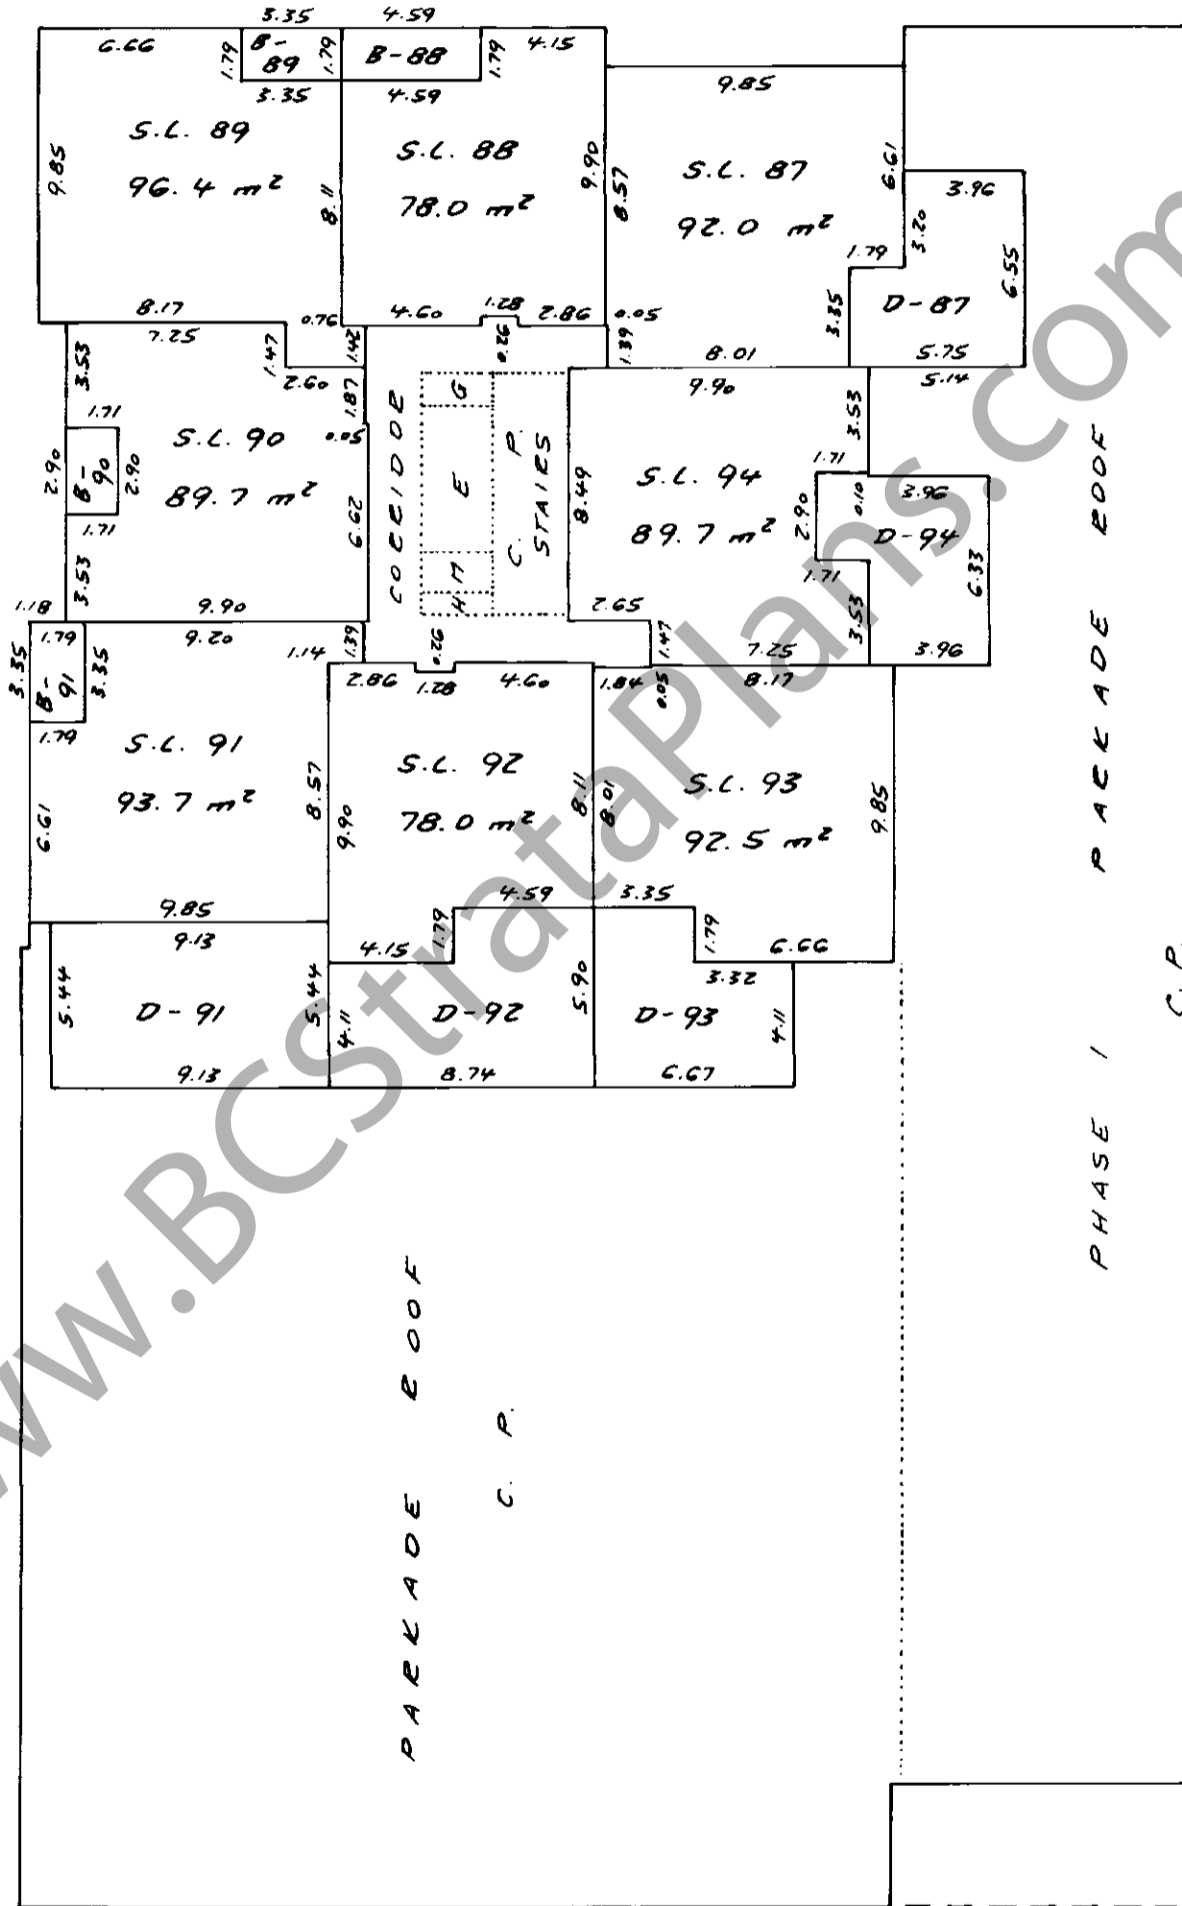 3.35 4.59
6.66 1.79 B-89 1.79 B-88 1.79 4.15
3.35 4.59 9.85
S.L. 89
96.4 m²
9.85
8.11
S.L. 88
78.0 m²
9.90
8.57
S.L. 87
92.0 m²
6.61
3.96
3.20
1.79
6.55
3.35
D-87
8.17 0.76 4.60 1.28 2.86 0.05
7.25 1.47 1.42 0.26 1.39 8.01 5.75
3.53 2.60 1.87 9.90 5.14
1.71
S.L. 90 0.05
89.7 m²
2.90 B-90 2.90
1.71
3.53
6.62
9.90
CORRIDOR
G
E
M
H
C. P.
STAIRS
8.49
S.L. 94
89.7 m²
3.53
1.71
0.10
2.90
3.96
D-94
1.71
6.33
3.53
2.65
1.47
7.25 3.96
1.18
1.79 9.20 1.14 1.39
3.35 B-91 3.35
1.79
S.L. 91
93.7 m²
6.61
8.57
9.85
0.26
2.86 1.28 4.60
S.L. 92
78.0 m²
9.90
8.11
4.59
1.79
4.15
1.84 0.05 8.17
S.L. 93
92.5 m²
8.01
9.85
3.35
1.79
6.66
9.13
5.44 D-91 5.44
9.13
4.11 D-92 5.90
8.74
3.32
D-93 4.11
6.67
PARKADE ROOF
C. P.
PHASE 1 PARKADE ROOF
C. P.
www.BCStrataPlans.com